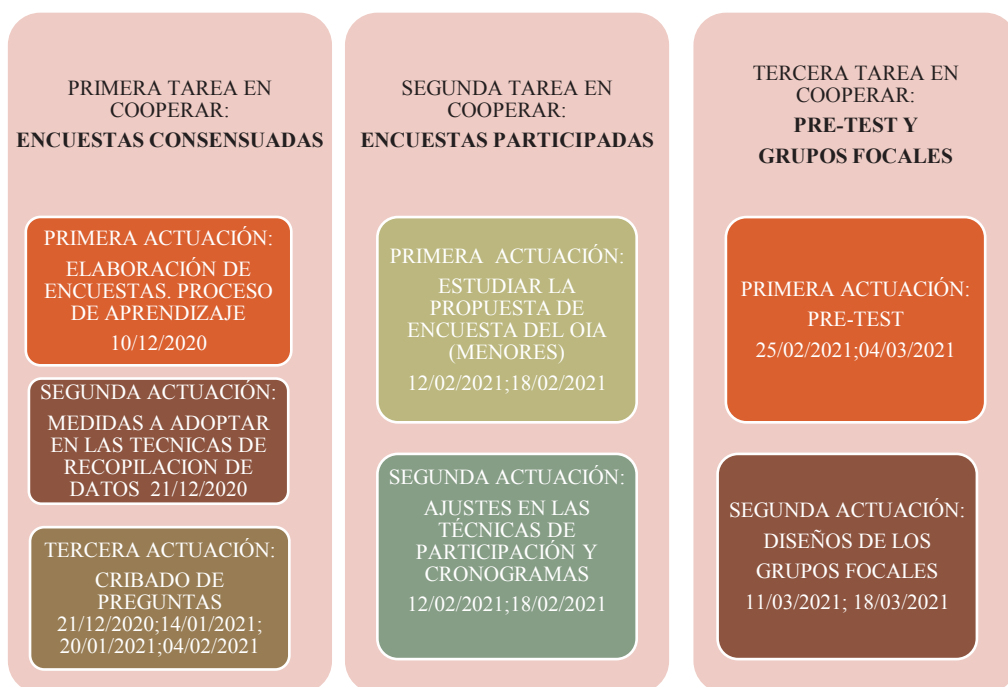 PRIMERA TAREA EN
COOPERAR:
ENCUESTAS CONSENSUADAS
PRIMERA ACTUACIÓN:
ELABORACIÓN DE
ENCUESTAS. PROCESO
DE APRENDIZAJE
10/12/2020
SEGUNDA ACTUACIÓN:
MEDIDAS A ADOPTAR
EN LAS TECNICAS DE
RECOPILACION DE
DATOS 21/12/2020
TERCERA ACTUACIÓN:
CRIBADO DE
PREGUNTAS
21/12/2020;14/01/2021;
20/01/2021;04/02/2021
SEGUNDA TAREA EN
COOPERAR:
ENCUESTAS PARTICIPADAS
PRIMERA ACTUACIÓN:
ESTUDIAR LA
PROPUESTA DE
ENCUESTA DEL OIA
(MENORES)
12/02/2021;18/02/2021
SEGUNDA ACTUACIÓN:
AJUSTES EN LAS
TÉCNICAS DE
PARTICIPACIÓN Y
CRONOGRAMAS
12/02/2021;18/02/2021
TERCERA TAREA EN
COOPERAR:
PRE-TEST Y
GRUPOS FOCALES
PRIMERA ACTUACIÓN:
PRE-TEST
25/02/2021;04/03/2021
SEGUNDA ACTUACIÓN:
DISEÑOS DE LOS
GRUPOS FOCALES
11/03/2021; 18/03/2021